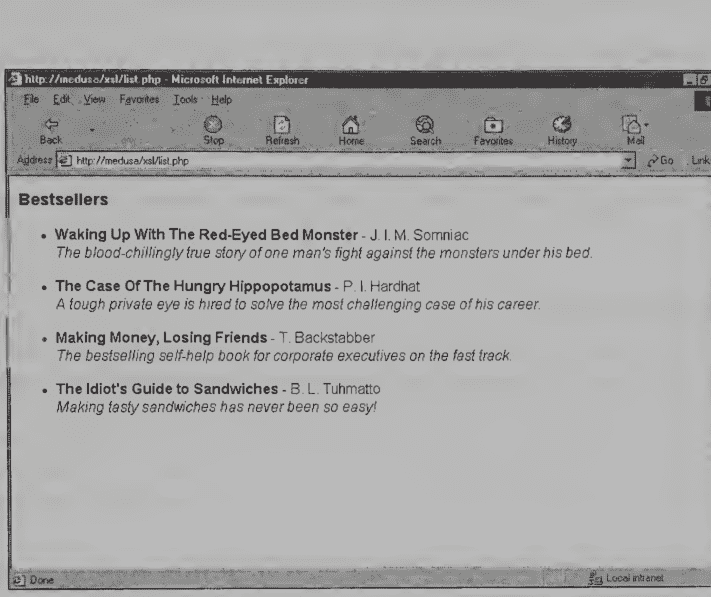 http://medusa/xsl/list.php - Microsoft Internet Explorer
File Edit View Favorites Tools Help
Back Stop Refresh Home Search Favorites History Mail
Address http://medusa/xsl/list.php Go Link
Bestsellers
• Waking Up With The Red-Eyed Bed Monster - J. I. M. Somniac
The blood-chillingly true story of one man's fight against the monsters under his bed.
• The Case Of The Hungry Hippopotamus - P. I. Hardhat
A tough private eye is hired to solve the most challenging case of his career.
• Making Money, Losing Friends - T. Backstabber
The bestselling self-help book for corporate executives on the fast track.
• The Idiot's Guide to Sandwiches - B. L. Tuhmatto
Making tasty sandwiches has never been so easy!
Done Local intranet